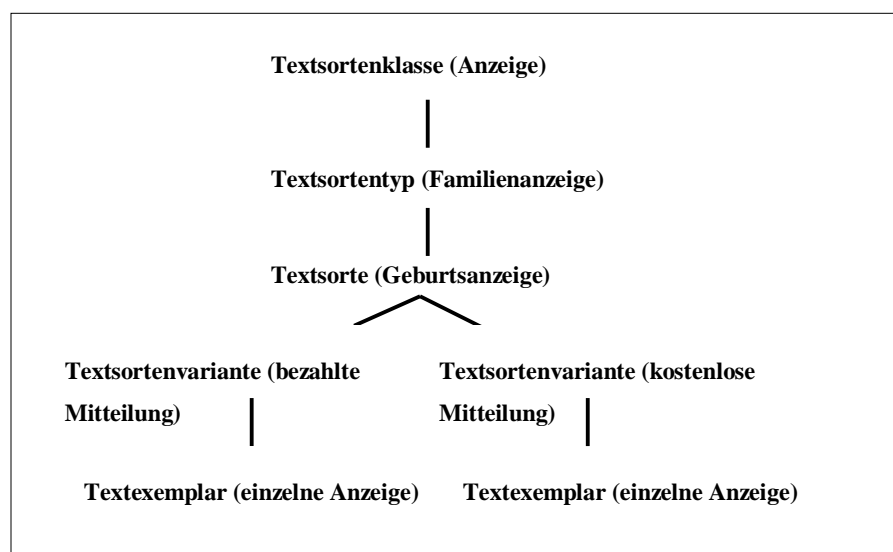 Textsortenklasse (Anzeige)
Textsortentyp (Familienanzeige)
Textsorte (Geburtsanzeige)
Textsortenvariante (bezahlte
Mitteilung)
Textsortenvariante (kostenlose
Mitteilung)
Textexemplar (einzelne Anzeige)
Textexemplar (einzelne Anzeige)